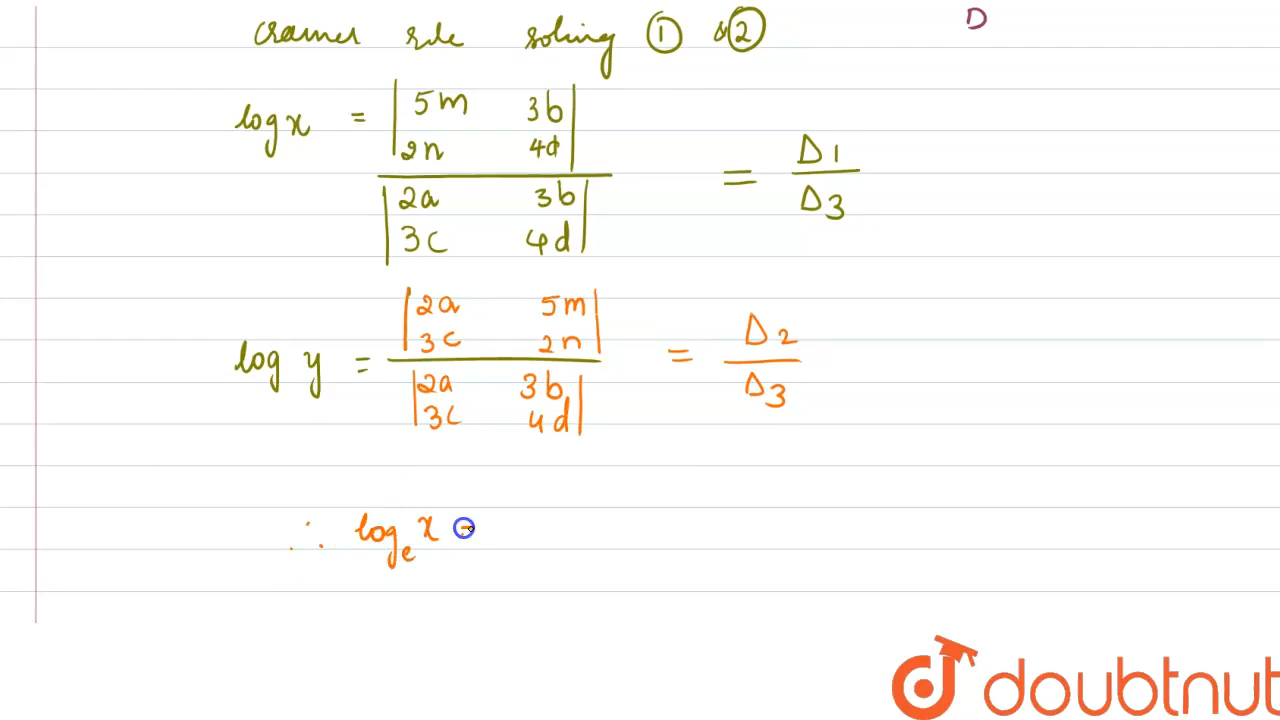 cramer rule solving ① & ② D
log x = |5m 3b|
|2n 4d|
|2a 3b|
|3c 4d|
= Δ1
Δ3
log y = |2a 5m|
|3c 2n|
|2a 3b|
|3c 4d|
= Δ2
Δ3
∴ logₑ x =
doubtnut